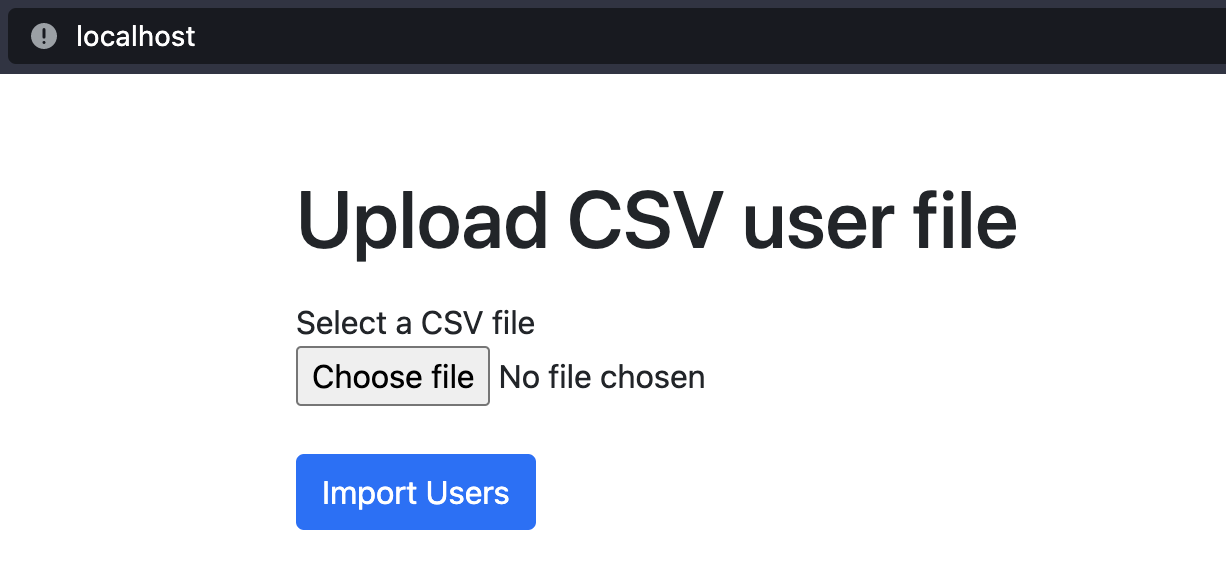 localhost
Upload CSV user file
Select a CSV file
Choose file No file chosen
Import Users